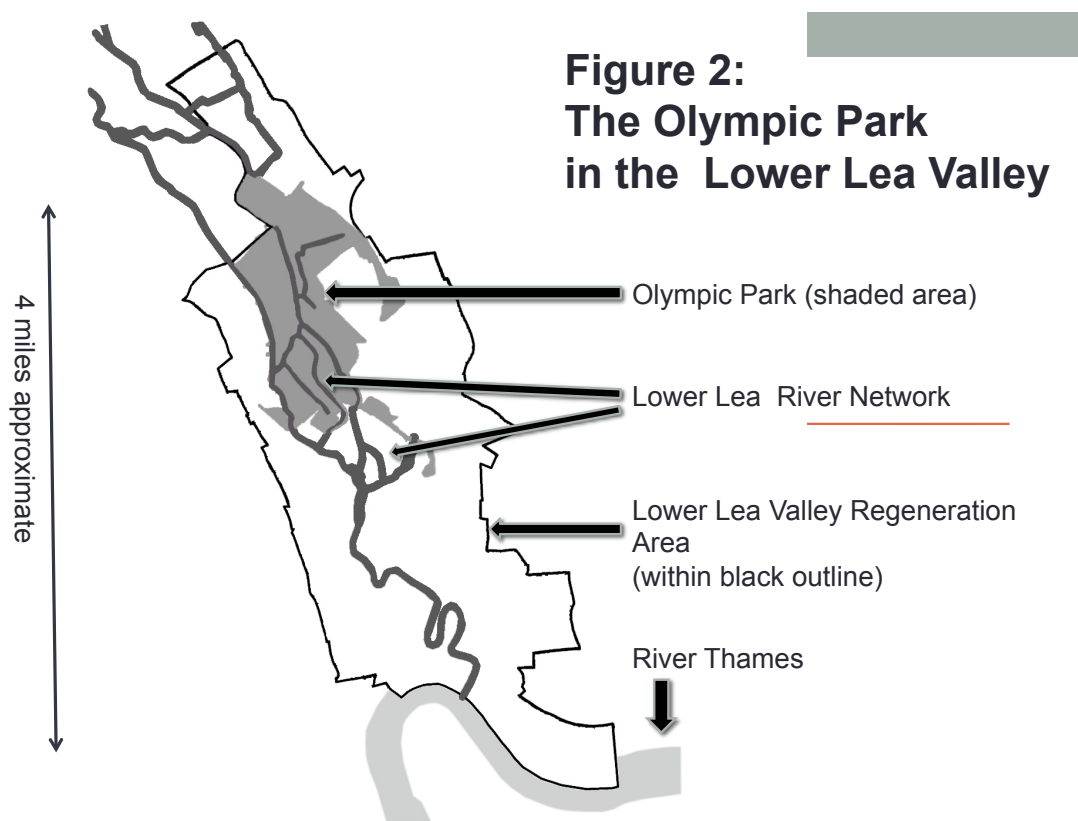 Figure 2:
The Olympic Park
in the Lower Lea Valley
4 miles approximate
Olympic Park (shaded area)
Lower Lea River Network
Lower Lea Valley Regeneration
Area
(within black outline)
River Thames